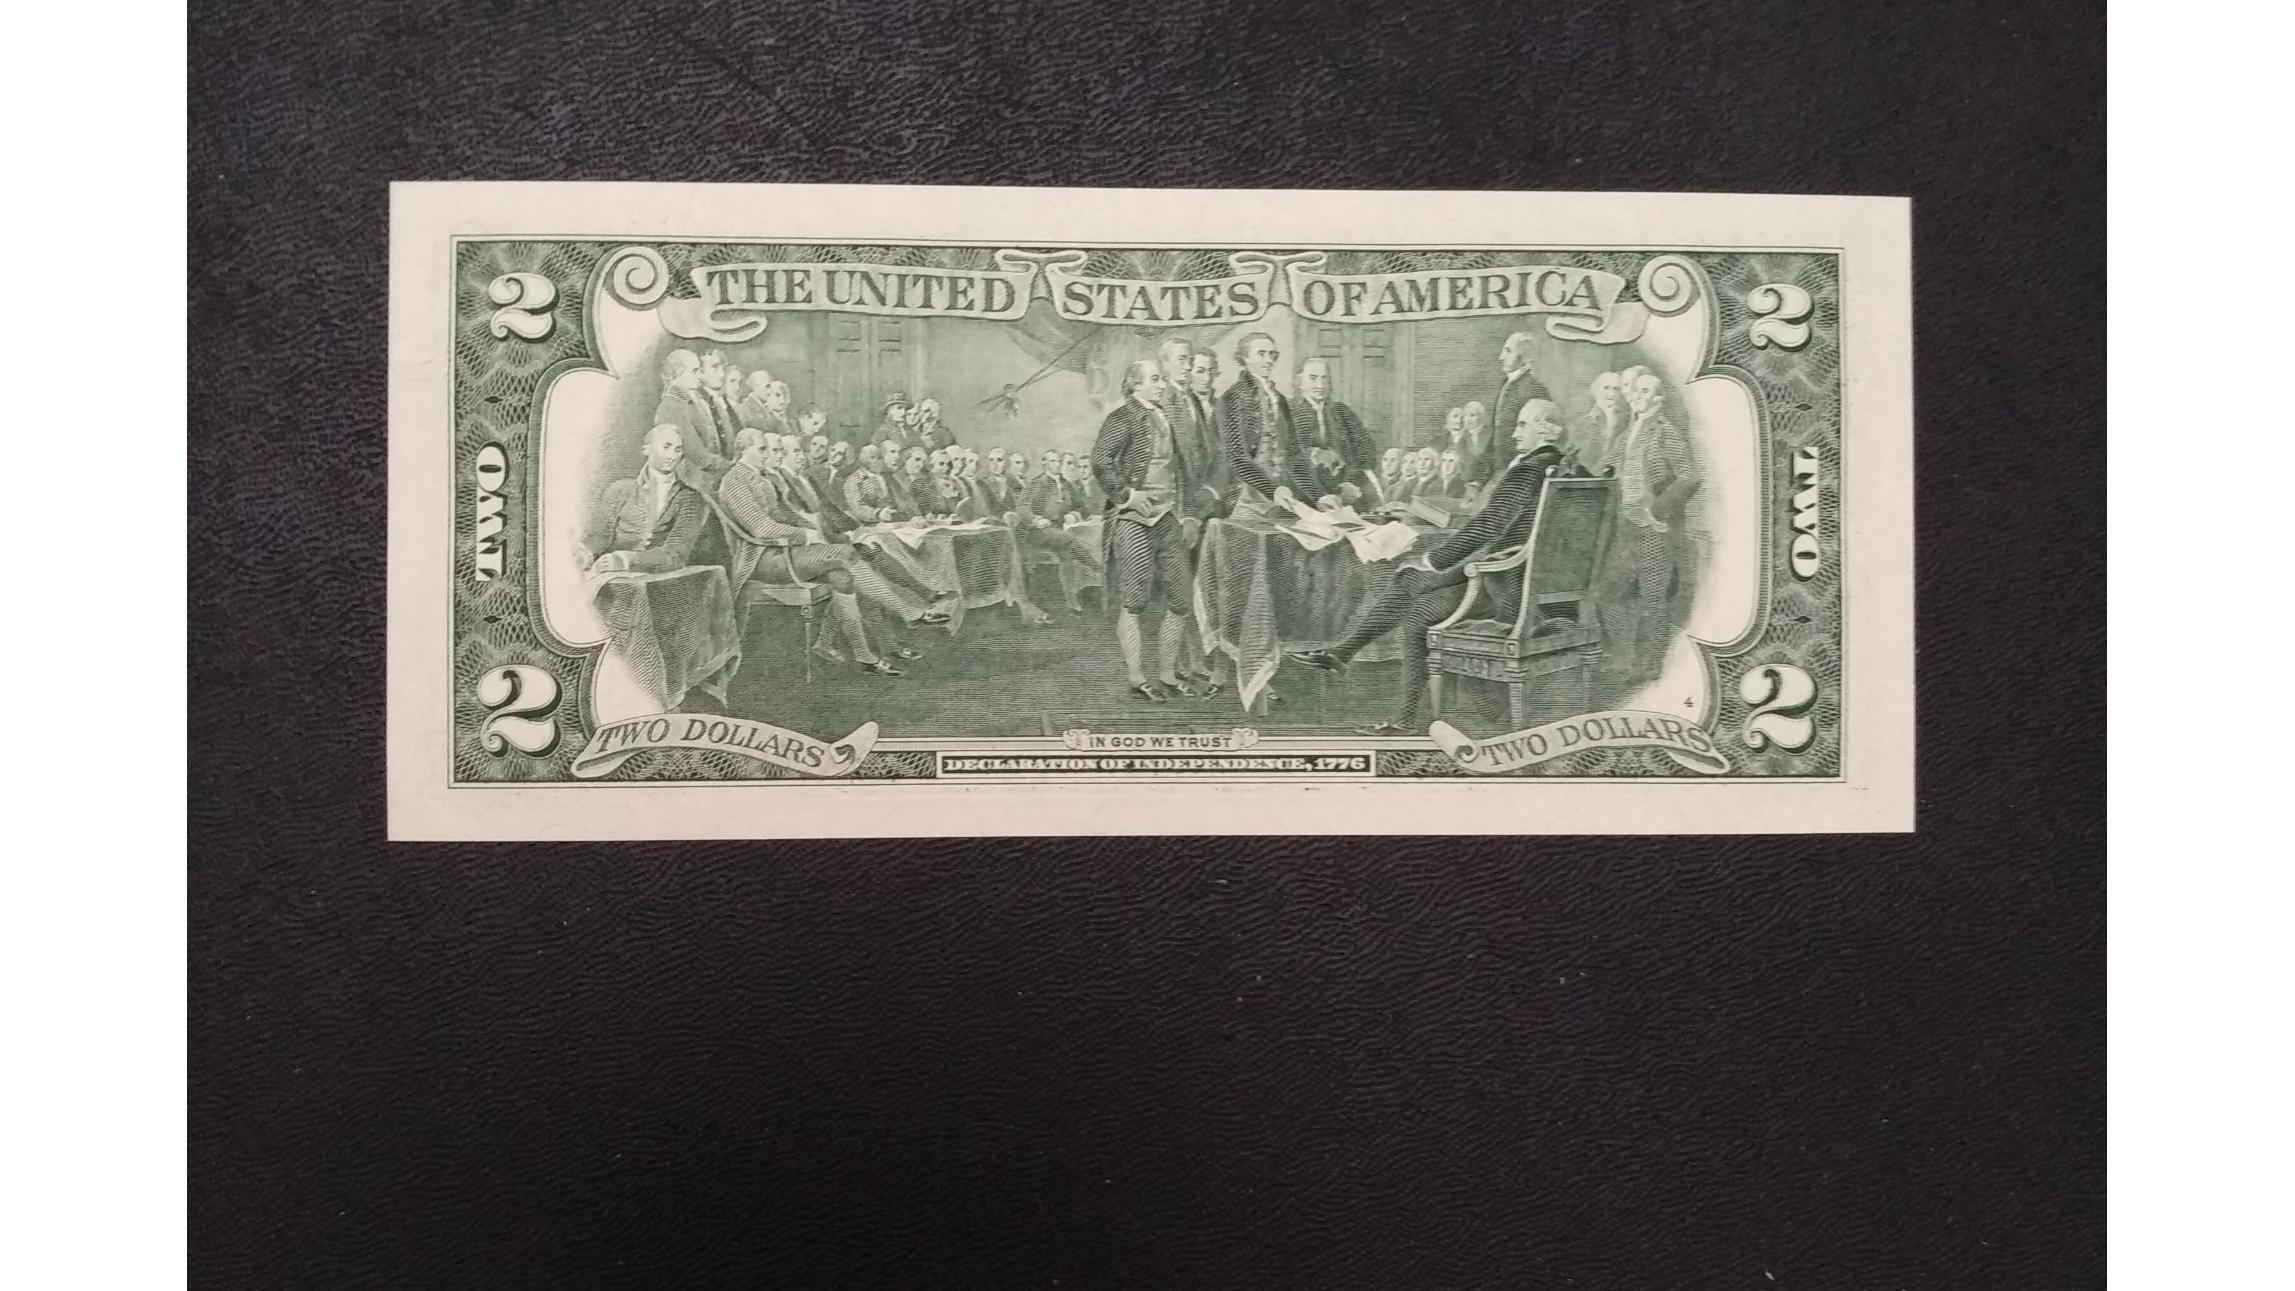 2 THE UNITED STATES OF AMERICA 2
TWO TWO
2 TWO DOLLARS IN GOD WE TRUST TWO DOLLARS 2
4
DECLARATION OF INDEPENDENCE, 1776